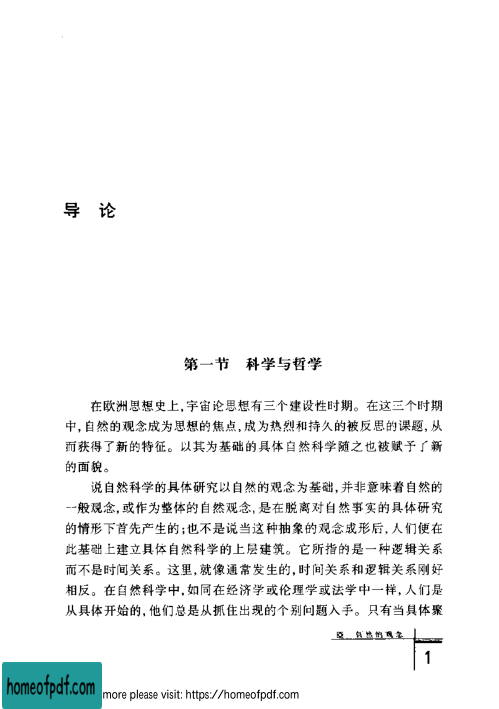 导 论
第一节 科学与哲学
在欧洲思想史上,宇宙论思想有三个建设性时期。在这三个时期
中,自然的观念成为思想的焦点,成为热烈和持久的被反思的课题,从
而获得了新的特征。以其为基础的具体自然科学随之也被赋予了新
的面貌。
说自然科学的具体研究以自然的观念为基础,并非意味着自然的
一般观念,或作为整体的自然观念,是在脱离对自然事实的具体研究
的情形下首先产生的;也不是说当这种抽象的观念成形后,人们便在
此基础上建立具体自然科学的上层建筑。它所指的是一种逻辑关系
而不是时间关系。这里,就像通常发生的,时间关系和逻辑关系刚好
相反。在自然科学中,如同在经济学或伦理学或法学中一样,人们是
从具体开始的,他们总是从抓住出现的个别问题入手。只有当具体聚
自然的观念
1
homeofpdf.com
more please visit: https://homeofpdf.com